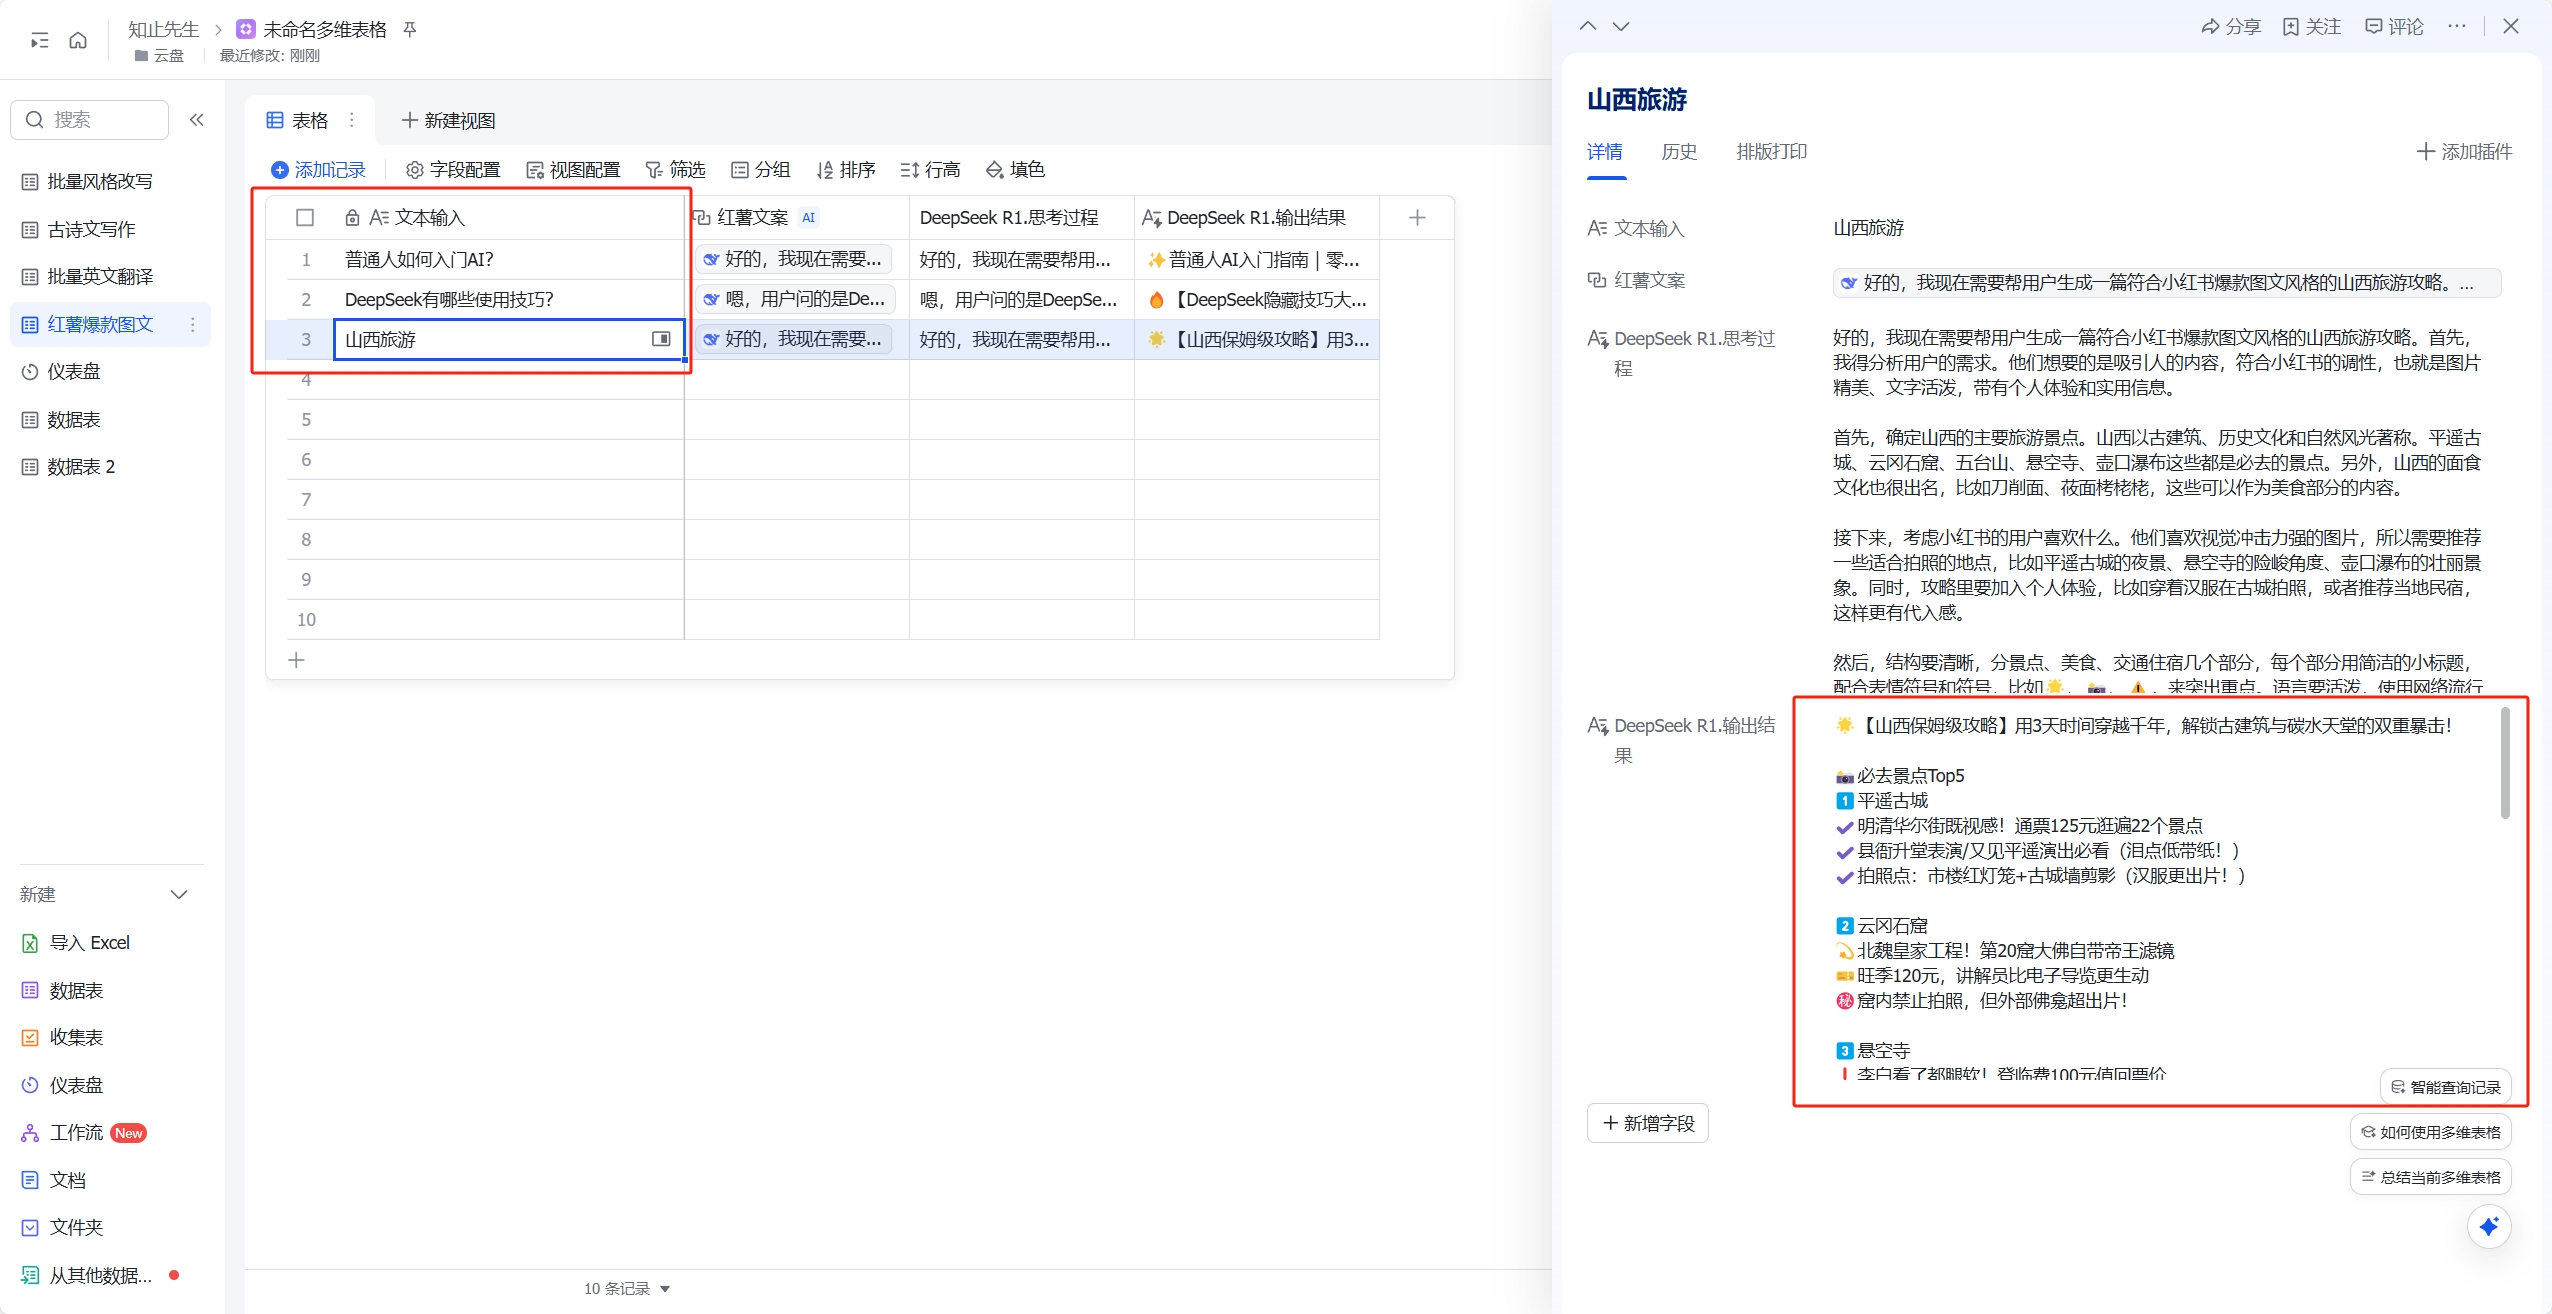 知止先生
未命名多维表格
云盘
最近修改: 刚刚
搜索
批量风格改写
古诗文写作
批量英文翻译
红薯爆款图文
仪表盘
数据表
数据表 2
新建
导入 Excel
数据表
收集表
仪表盘
工作流 New
文档
文件夹
从其他数据...
表格
新建视图
添加记录
字段配置
视图配置
筛选
分组
排序
行高
填色
文本输入
红薯文案 AI
DeepSeek R1.思考过程
DeepSeek R1.输出结果
1 普通人如何入门AI? 好的，我现在需要... 好的，我现在需要帮用... ✨普通人AI入门指南 | 零...
2 DeepSeek有哪些使用技巧? 嗯，用户问的是De... 嗯，用户问的是DeepSe... 🔥【DeepSeek隐藏技巧大...
3 山西旅游 好的，我现在需要... 好的，我现在需要帮用... 🌟【山西保姆级攻略】用3...
4
5
6
7
8
9
10
10 条记录
分享
关注
评论
山西旅游
详情
历史
排版打印
添加插件
文本输入
山西旅游
红薯文案
好的，我现在需要帮用户生成一篇符合小红书爆款图文风格的山西旅游攻略。...
DeepSeek R1.思考过
程
好的，我现在需要帮用户生成一篇符合小红书爆款图文风格的山西旅游攻略。首先，
我得分析用户的需求。他们想要的是吸引人的内容，符合小红书的调性，也就是图片
精美、文字活泼，带有个人体验和实用信息。
首先，确定山西的主要旅游景点。山西以古建筑、历史文化和自然风光著称。平遥古
城、云冈石窟、五台山、悬空寺、壶口瀑布这些都是必去的景点。另外，山西的面食
文化也很出名，比如刀削面、莜面栲栳栳，这些可以作为美食部分的内容。
接下来，考虑小红书的用户喜欢什么。他们喜欢视觉冲击力强的图片，所以需要推荐
一些适合拍照的地点，比如平遥古城的夜景、悬空寺的险峻角度、壶口瀑布的壮丽景
象。同时，攻略里要加入个人体验，比如穿着汉服在古城拍照，或者推荐当地民宿，
这样更有代入感。
然后，结构要清晰，分景点、美食、交通住宿几个部分，每个部分用简洁的小标题，
配合表情符号和符号，比如🌟、📸、⚠️，来突出重点。语言要活泼，使用网络流行
DeepSeek R1.输出结
果
🌟【山西保姆级攻略】用3天时间穿越千年，解锁古建筑与碳水天堂的双重暴击！
📸必去景点Top5
1️⃣平遥古城
✔明清华尔街既视感！通票125元逛遍22个景点
✔县衙升堂表演/又见平遥演出必看（泪点低带纸！）
✔拍照点：市楼红灯笼+古城墙剪影（汉服更出片！）
2️⃣云冈石窟
💫北魏皇家工程！第20窟大佛自带帝王滤镜
🎫旺季120元，讲解员比电子导览更生动
㊙️窟内禁止拍照，但外部佛龛超出片！
3️⃣悬空寺
❗李白看了都腿软！登临费100元值回票价
智能查询记录
新增字段
如何使用多维表格
总结当前多维表格